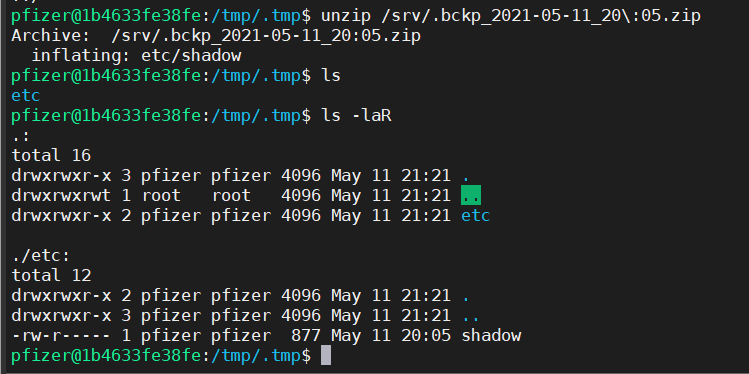 pfizer@1b4633fe38fe:/tmp/.tmp$ unzip /srv/.bckp_2021-05-11_20\:05.zip
Archive:  /srv/.bckp_2021-05-11_20:05.zip
  inflating: etc/shadow
pfizer@1b4633fe38fe:/tmp/.tmp$ ls
etc
pfizer@1b4633fe38fe:/tmp/.tmp$ ls -laR
.:
total 16
drwxrwxr-x 3 pfizer pfizer 4096 May 11 21:21 .
drwxrwxrwt 1 root   root   4096 May 11 21:21 ..
drwxrwxr-x 2 pfizer pfizer 4096 May 11 21:21 etc

./etc:
total 12
drwxrwxr-x 2 pfizer pfizer 4096 May 11 21:21 .
drwxrwxr-x 3 pfizer pfizer 4096 May 11 21:21 ..
-rw-r----- 1 pfizer pfizer  877 May 11 20:05 shadow
pfizer@1b4633fe38fe:/tmp/.tmp$